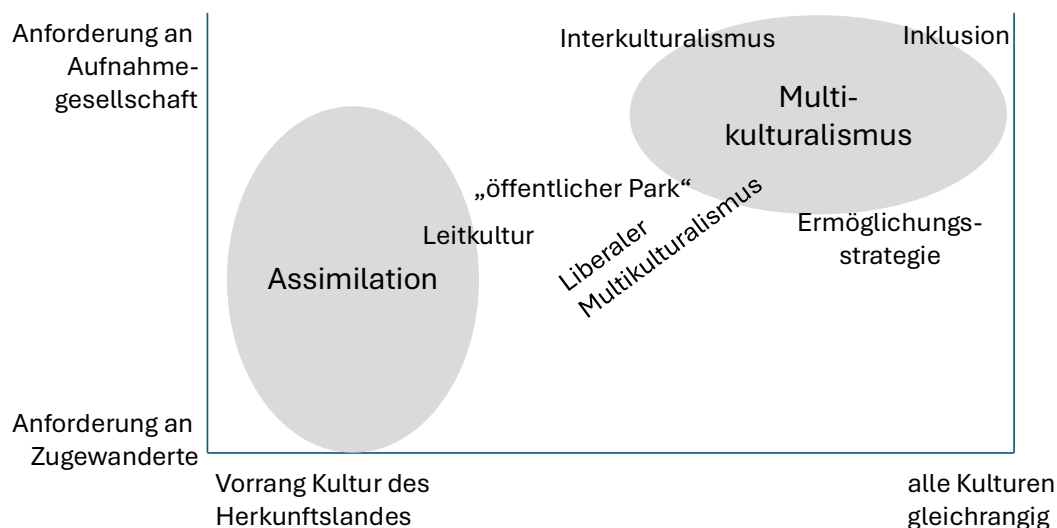 Anforderung an
Aufnahme-
gesellschaft
Interkulturalismus
Inklusion
Multi-
kulturalismus
„öffentlicher Park“
Leitkultur
Liberaler
Multikulturalismus
Ermöglichungs-
strategie
Assimilation
Anforderung an
Zugewanderte
Vorrang Kultur des
Herkunftslandes
alle Kulturen
gleichrangig